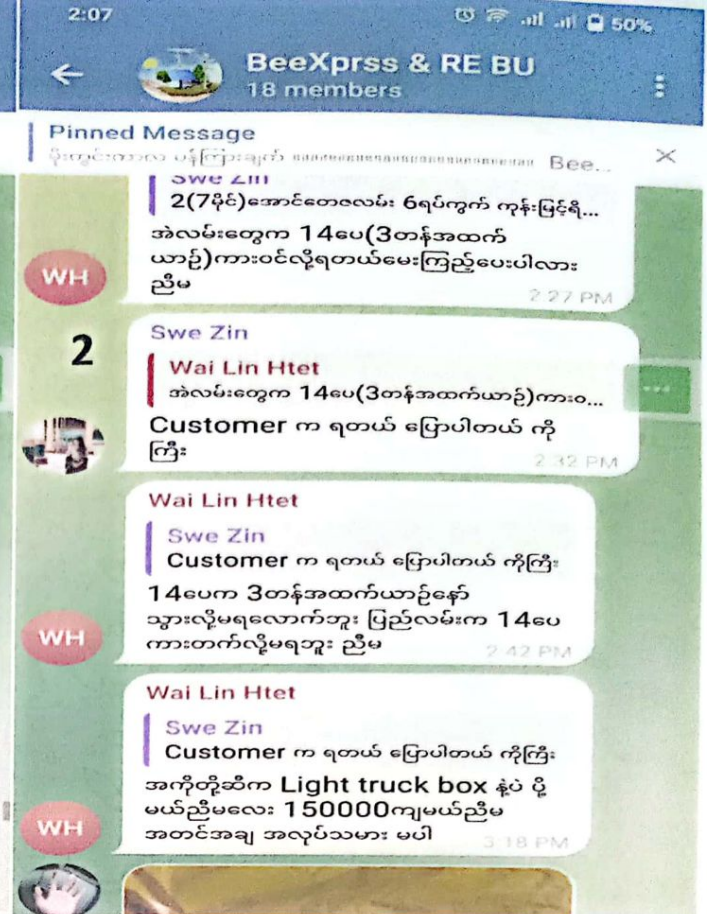 2:07 50%
BeeXprss & RE BU
18 members
Pinned Message
မိုးတွင်းကာလ ပန်ကြားချက် Bee...
Swe Zin
2(7မိုင်)အောင်တေဇလမ်း 6ရပ်ကွက် ကုန်းမြင့်ရိ...
အဲလမ်းတွေက 14ပေ(3တန်အထက်
ယာဉ်)ကားဝင်လို့ရတယ်မေးကြည့်ပေးပါလား
ညီမ
2:27 PM
WH
2
Swe Zin
Wai Lin Htet
အဲလမ်းတွေက 14ပေ(3တန်အထက်ယာဉ်)ကားဝ...
Customer က ရတယ် ပြောပါတယ် ကို
ကြီး
2:32 PM
Wai Lin Htet
Swe Zin
Customer က ရတယ် ပြောပါတယ် ကိုကြီး
14ပေက 3တန်အထက်ယာဉ်နော်
သွားလို့မရလောက်ဘူး ပြည်လမ်းက 14ပေ
ကားတက်လို့မရဘူး ညီမ
2:42 PM
WH
Wai Lin Htet
Swe Zin
Customer က ရတယ် ပြောပါတယ် ကိုကြီး
အကိုတို့ဆီက Light truck box နဲ့ပဲ ပို့
မယ်ညီမလေး 150000ကျမယ်ညီမ
အတင်အချ အလုပ်သမား မပါ
3:18 PM
WH